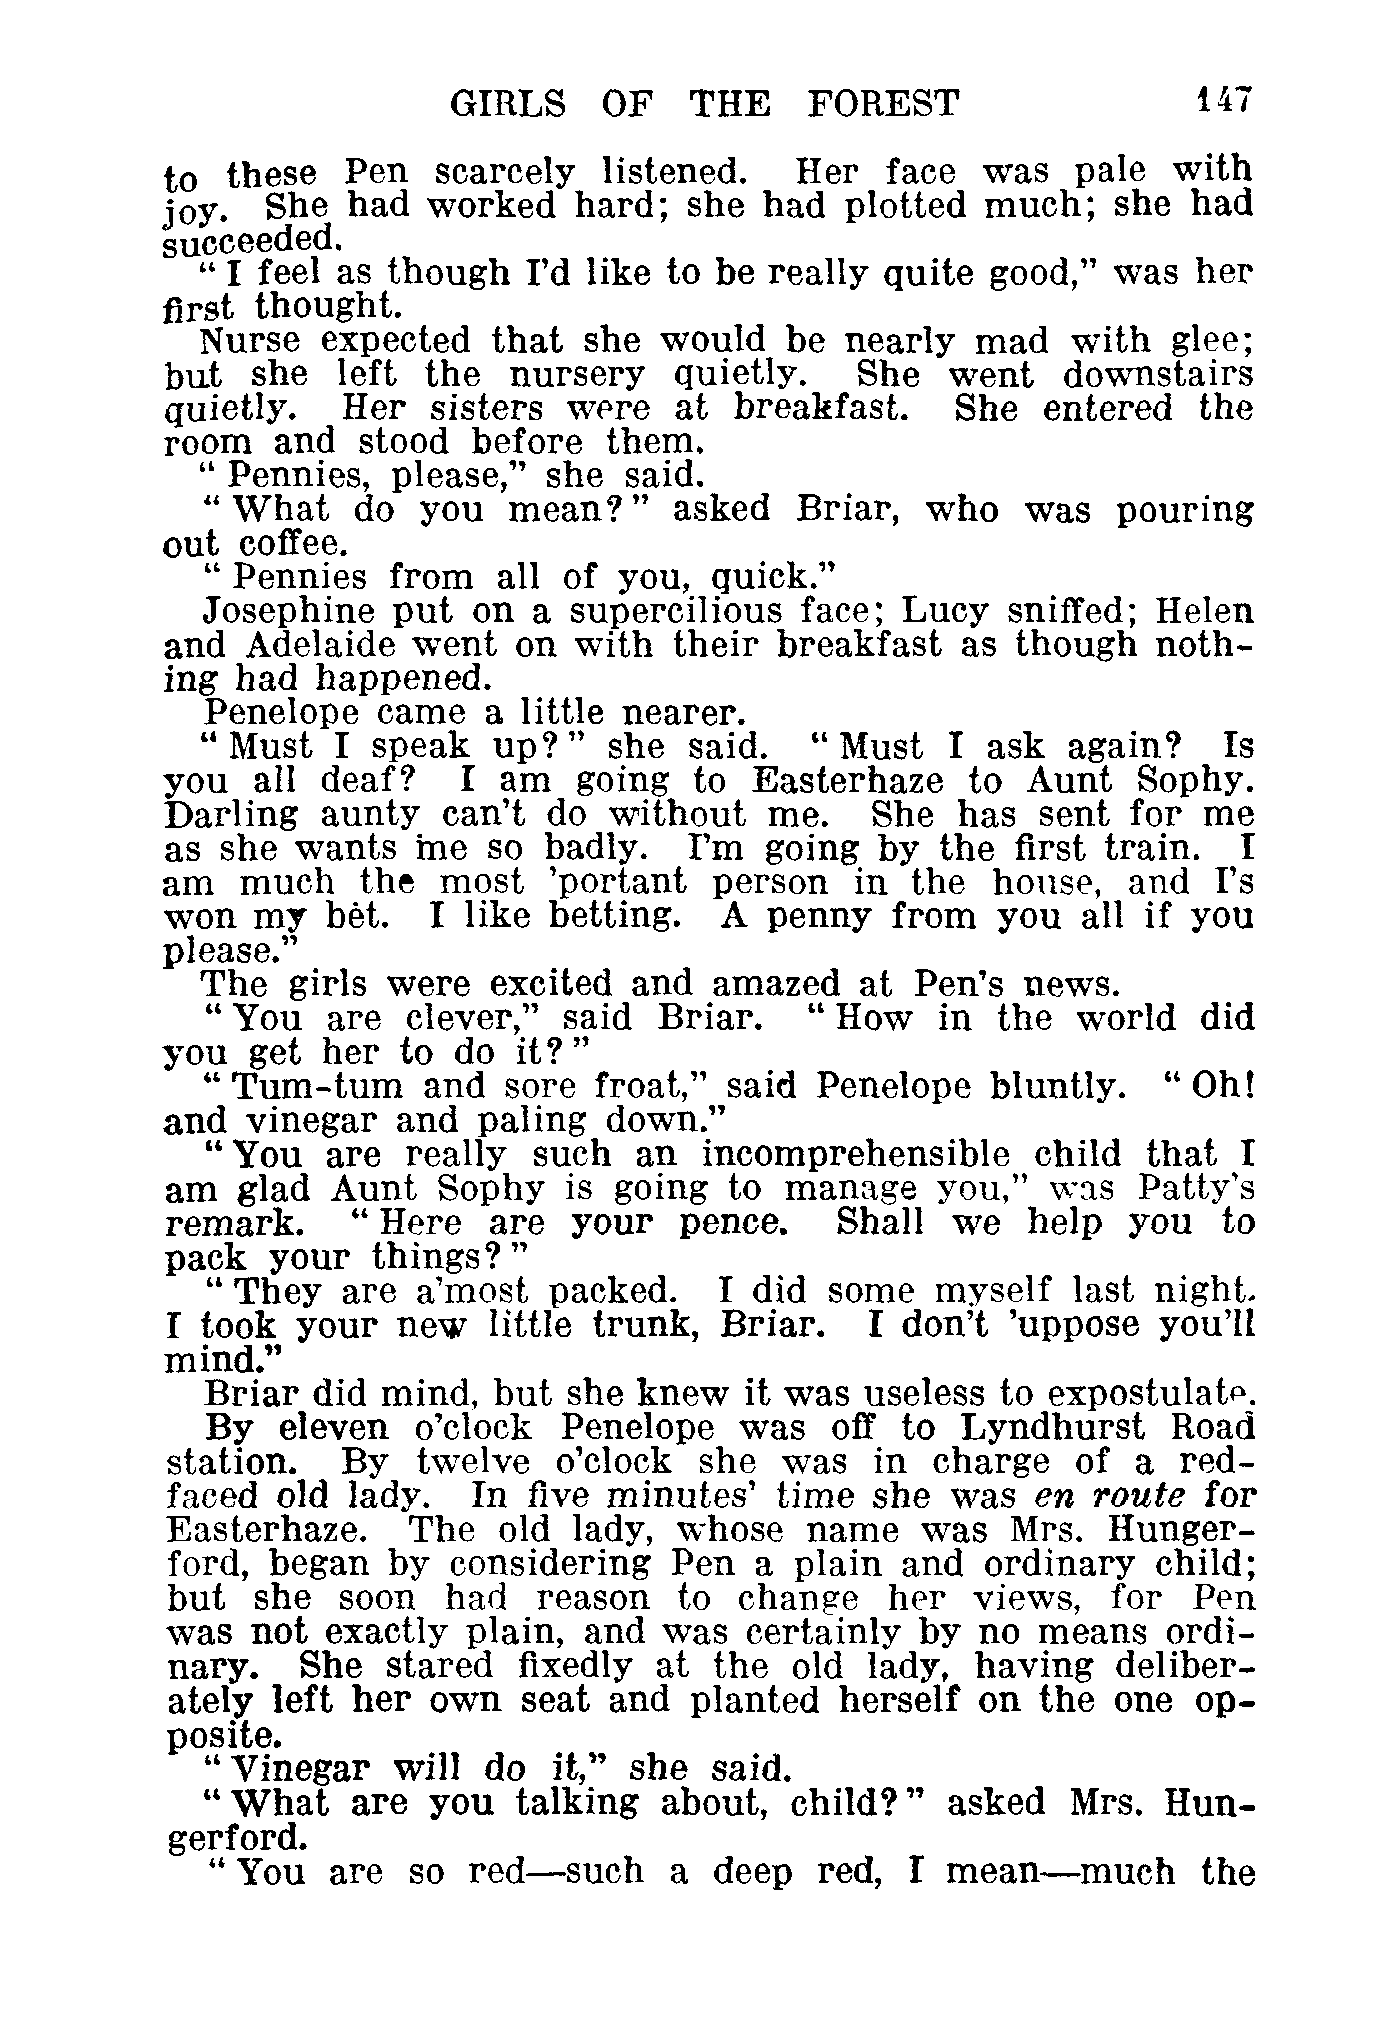 GIRLS OF THE FOREST 147
to these Pen scarcely listened. Her face was pale with
joy. She had worked hard; she had plotted much; she had
succeeded.
“ I feel as though I’d like to be really quite good,” was her
first thought.
Nurse expected that she would be nearly mad with glee;
but she left the nursery quietly. She went downstairs
quietly. Her sisters were at breakfast. She entered the
room and stood before them.
“ Pennies, please,” she said.
“ What do you mean? ” asked Briar, who was pouring
out coffee.
“ Pennies from all of you, quick.”
Josephine put on a supercilious face; Lucy sniffed; Helen
and Adelaide went on with their breakfast as though noth-
ing had happened.
Penelope came a little nearer.
“ Must I speak up? ” she said. “ Must I ask again? Is
you all deaf? I am going to Easterhaze to Aunt Sophy.
Darling aunty can’t do without me. She has sent for me
as she wants me so badly. I’m going by the first train. I
am much the most ’portant person in the house, and I’s
won my bet. I like betting. A penny from you all if you
please.”
The girls were excited and amazed at Pen’s news.
“ You are clever,” said Briar. “ How in the world did
you get her to do it? ”
“ Tum-tum and sore froat,” said Penelope bluntly. “ Oh!
and vinegar and paling down.”
“ You are really such an incomprehensible child that I
am glad Aunt Sophy is going to manage you,” was Patty’s
remark. “ Here are your pence. Shall we help you to
pack your things? ”
“ They are a’most packed. I did some myself last night.
I took your new little trunk, Briar. I don’t ’uppose you’ll
mind.”
Briar did mind, but she knew it was useless to expostulate.
By eleven o’clock Penelope was off to Lyndhurst Road
station. By twelve o’clock she was in charge of a red-
faced old lady. In five minutes’ time she was en route for
Easterhaze. The old lady, whose name was Mrs. Hunger-
ford, began by considering Pen a plain and ordinary child;
but she soon had reason to change her views, for Pen
was not exactly plain, and was certainly by no means ordi-
nary. She stared fixedly at the old lady, having deliber-
ately left her own seat and planted herself on the one op-
posite.
“ Vinegar will do it,” she said.
“ What are you talking about, child? ” asked Mrs. Hun-
gerford.
“ You are so red—such a deep red, I mean—much the